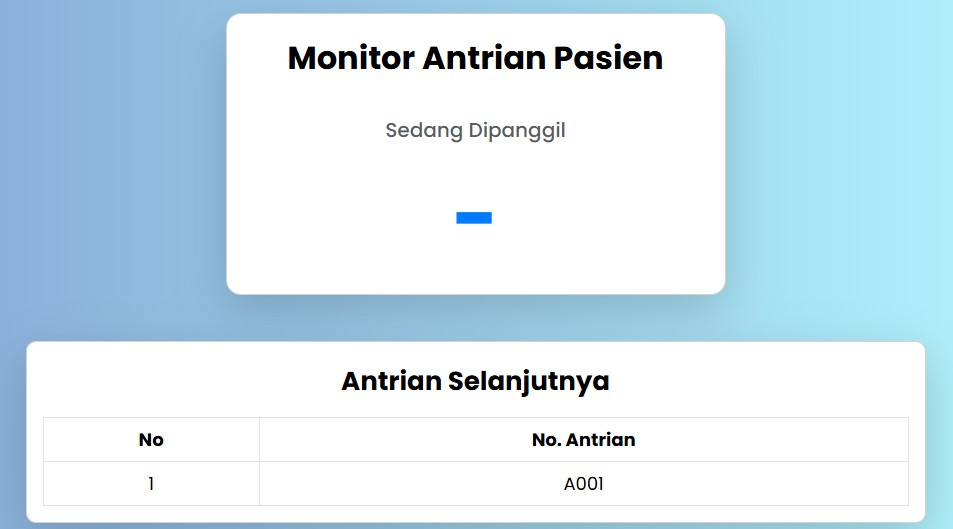 Monitor Antrian Pasien
Sedang Dipanggil
-
Antrian Selanjutnya
No No. Antrian
1 A001